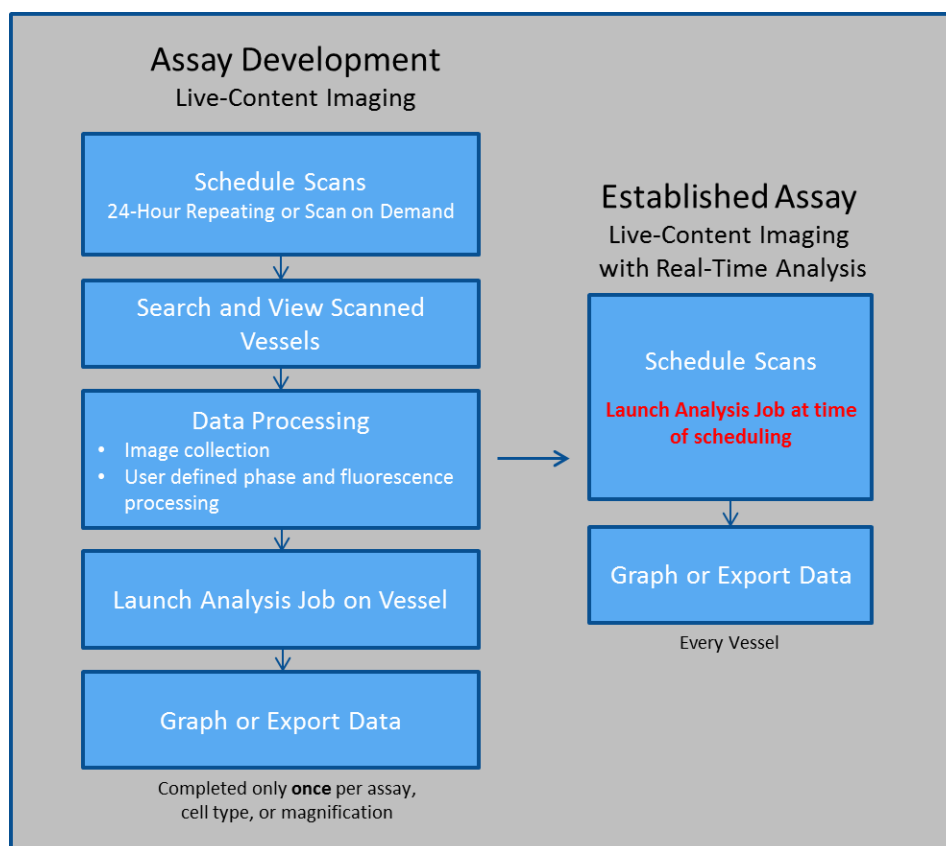 Assay Development
Live-Content Imaging
Schedule Scans
24-Hour Repeating or Scan on Demand
Search and View Scanned
Vessels
Data Processing
• Image collection
• User defined phase and fluorescence
processing
Launch Analysis Job on Vessel
Graph or Export Data
Completed only once per assay,
cell type, or magnification
Established Assay
Live-Content Imaging
with Real-Time Analysis
Schedule Scans
Launch Analysis Job at time
of scheduling
Graph or Export Data
Every Vessel